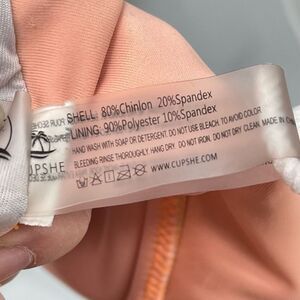 SHELL: 80%Chinlon 20%Spandex
LINING: 90%Polyester 10%Spandex
HAND WASH WITH SOAP OR DETERGENT. DO NOT USE BLEACH. TO AVOID COLOR
BLEEDING RINSE THOROUGHLY HANG DRY. DO NOT IRON. DO NOT DRY CLEAN. MADE IN
WWW.CUPSHE.COM
UPSHE